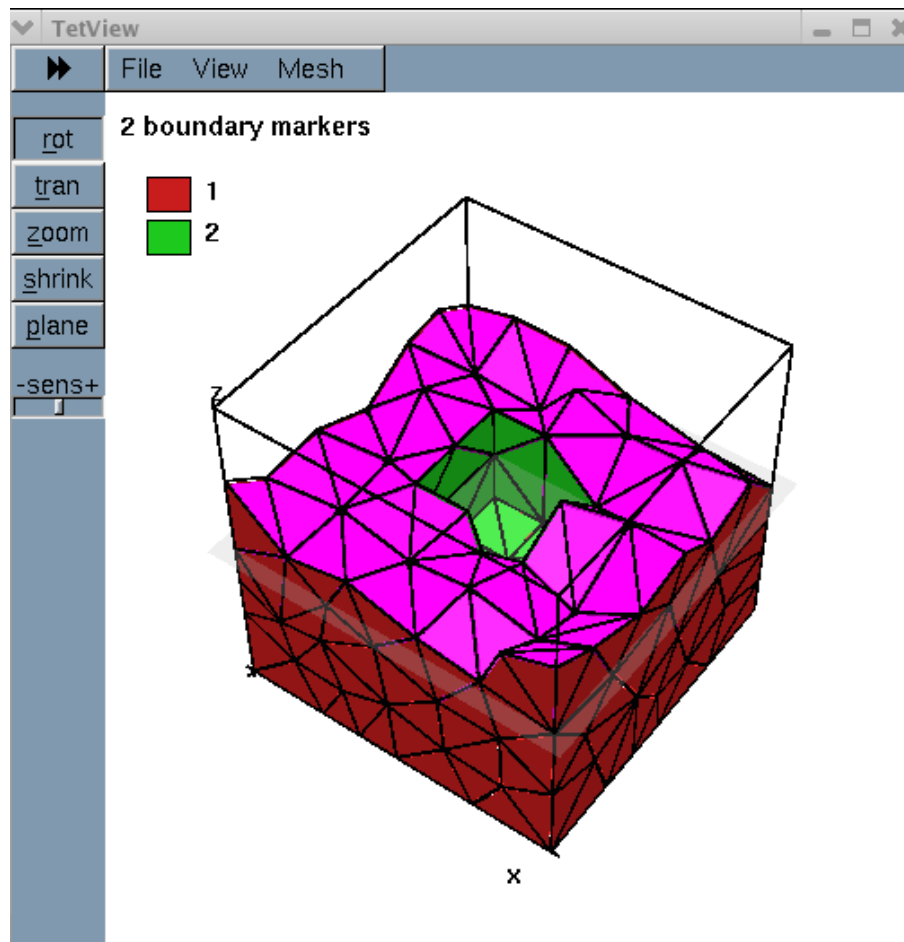 TetView
File View Mesh
rot
tran
zoom
shrink
plane
-sens+
2 boundary markers
1
2
z
x